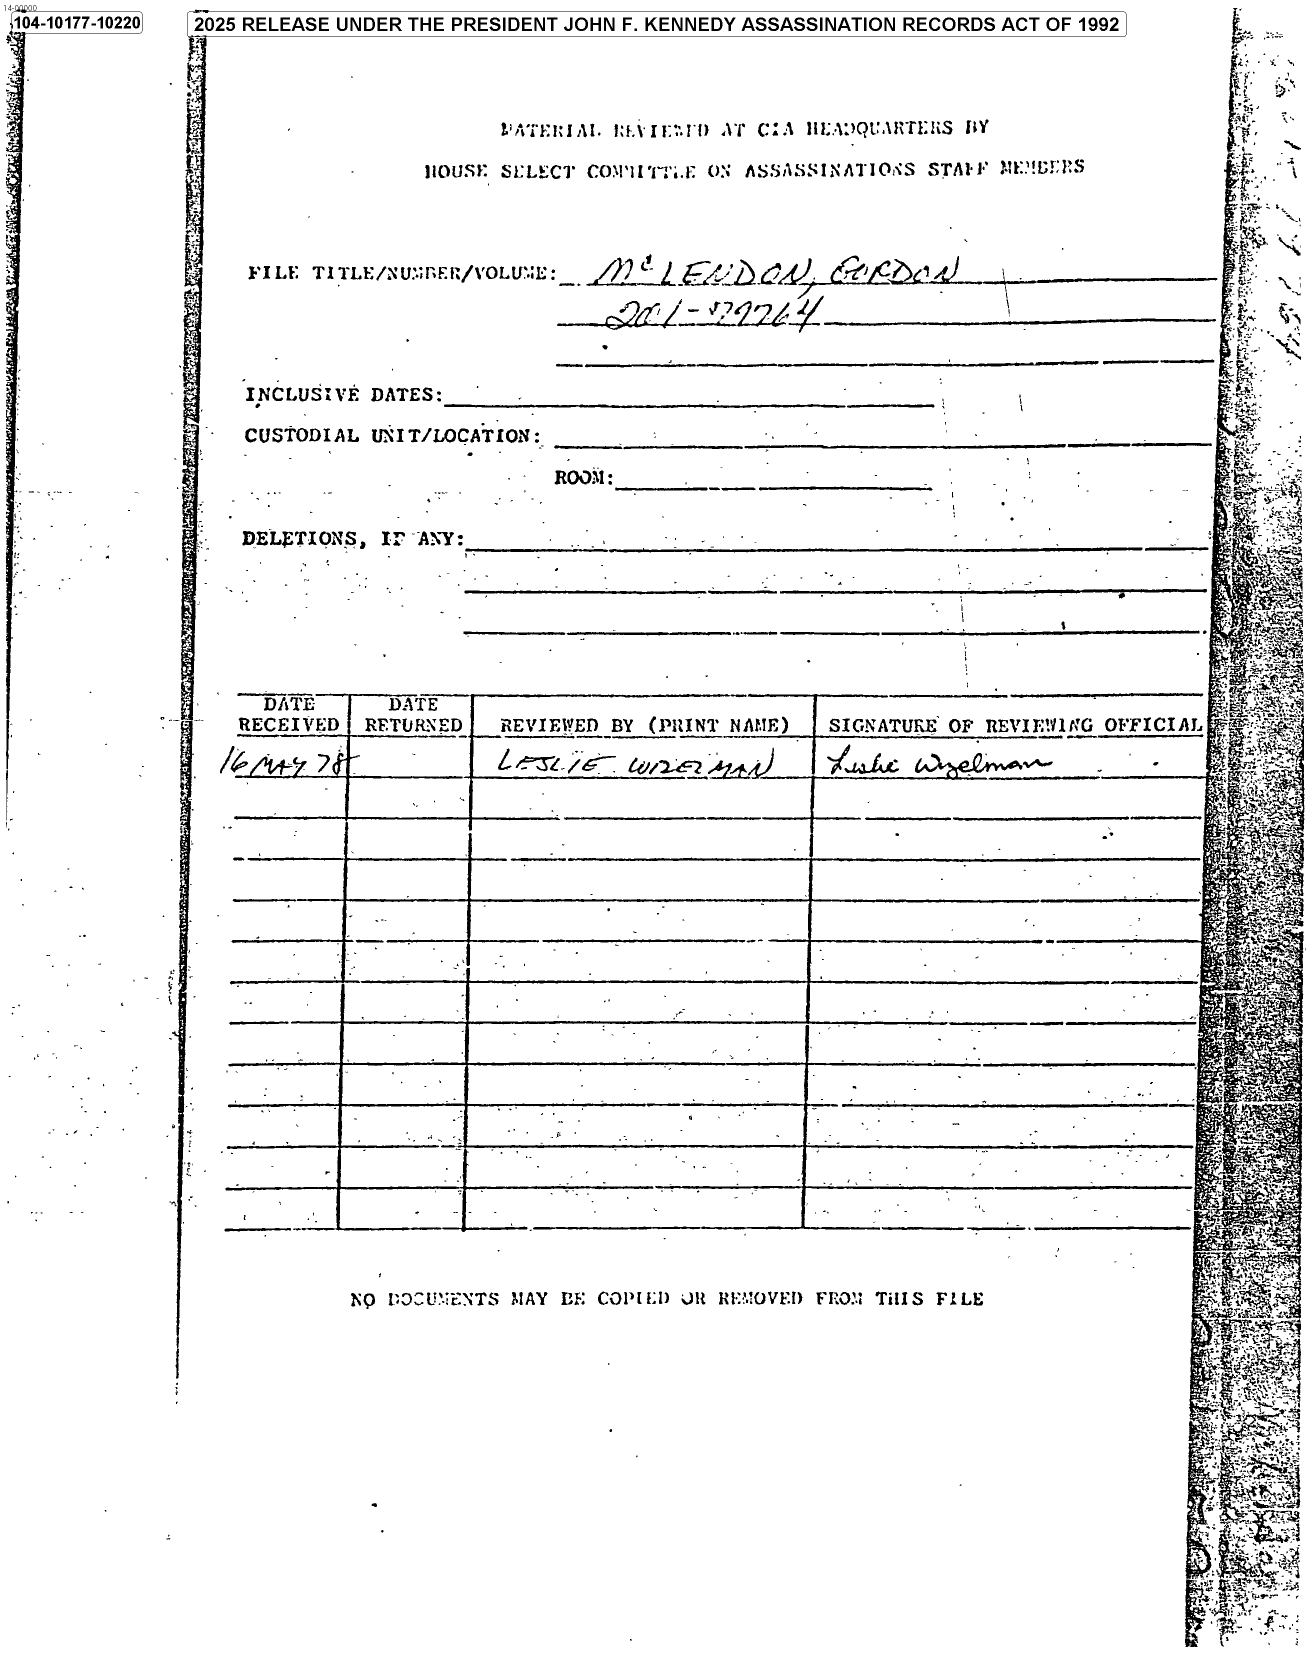 14-00000
104-10177-10220
2025 RELEASE UNDER THE PRESIDENT JOHN F. KENNEDY ASSASSINATION RECORDS ACT OF 1992
MATERIAL REVIEWED AT CIA HEADQUARTERS BY
HOUSE SELECT COMMITTEE ON ASSASSINATIONS STAFF MEMBERS
FILE TITLE/NUMBER/VOLUME: McLENDON, GORDON
201-79764
INCLUSIVE DATES:
CUSTODIAL UNIT/LOCATION:
ROOM:
DELETIONS, IF ANY:
DATE RECEIVED DATE RETURNED REVIEWED BY (PRINT NAME) SIGNATURE OF REVIEWING OFFICIAL
16 MAY 78 LESLIE WIZELMAN Leslie Wizelman
NO DOCUMENTS MAY BE COPIED OR REMOVED FROM THIS FILE